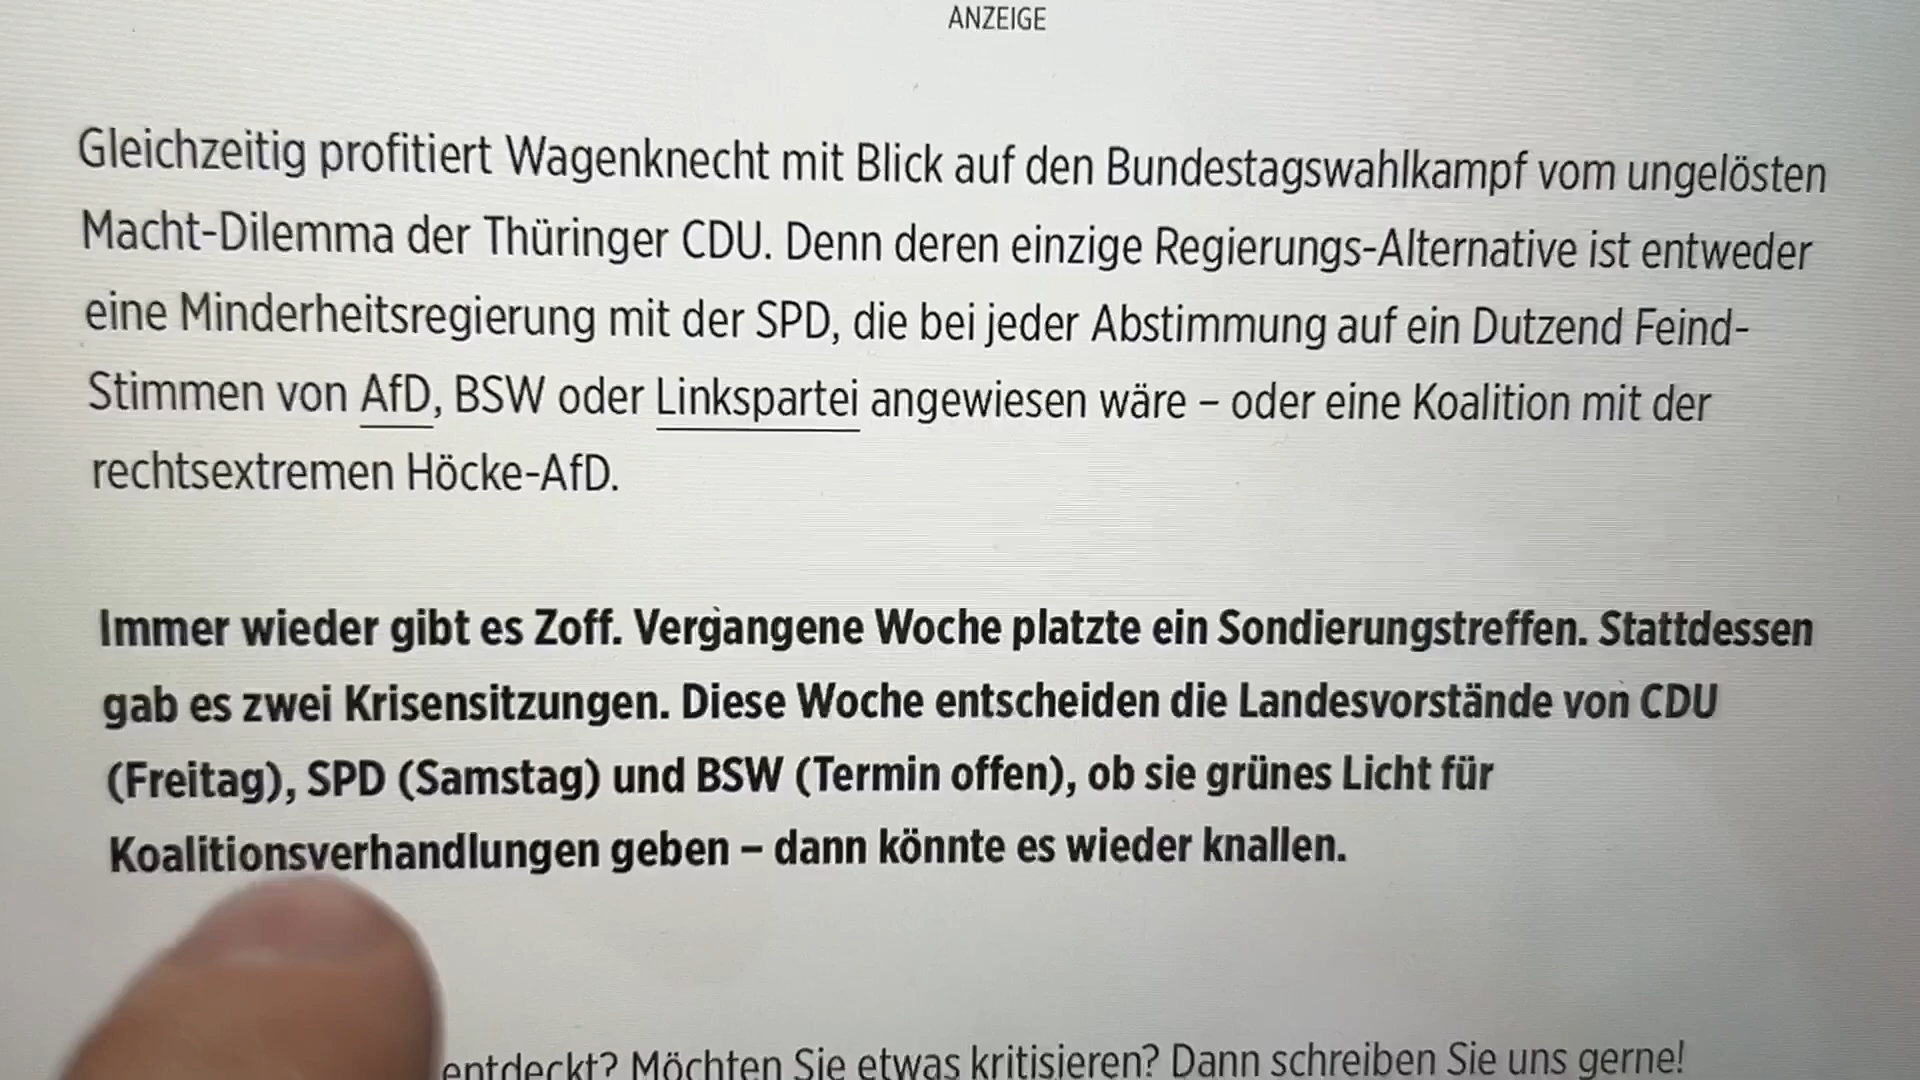 ANZEIGE
Gleichzeitig profitiert Wagenknecht mit Blick auf den Bundestagswahlkampf vom ungelösten
Macht-Dilemma der Thüringer CDU. Denn deren einzige Regierungs-Alternative ist entweder
eine Minderheitsregierung mit der SPD, die bei jeder Abstimmung auf ein Dutzend Feind-
Stimmen von AfD, BSW oder Linkspartei angewiesen wäre – oder eine Koalition mit der
rechtsextremen Höcke-AfD.
Immer wieder gibt es Zoff. Vergangene Woche platzte ein Sondierungstreffen. Stattdessen
gab es zwei Krisensitzungen. Diese Woche entscheiden die Landesvorstände von CDU
(Freitag), SPD (Samstag) und BSW (Termin offen), ob sie grünes Licht für
Koalitionsverhandlungen geben – dann könnte es wieder knallen.
entdeckt? Möchten Sie etwas kritisieren? Dann schreiben Sie uns gerne!